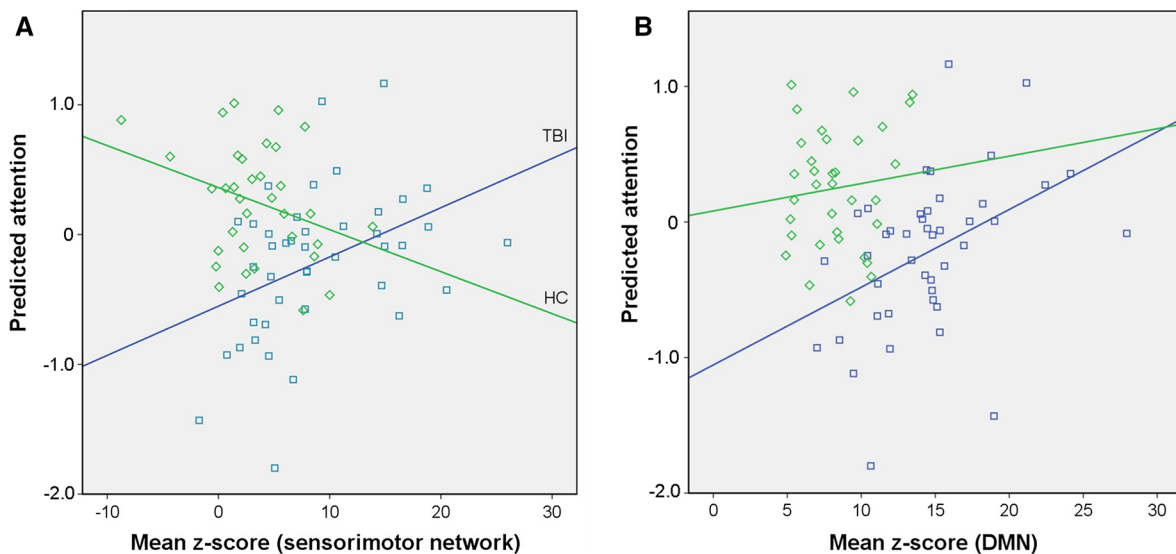 A
Predicted attention
1.0
0
-1.0
-2.0
TBI
HC
-10 0 10 20 30
Mean z-score (sensorimotor network)
B
Predicted attention
1.0
0
-1.0
-2.0
0 5 10 15 20 25 30
Mean z-score (DMN)